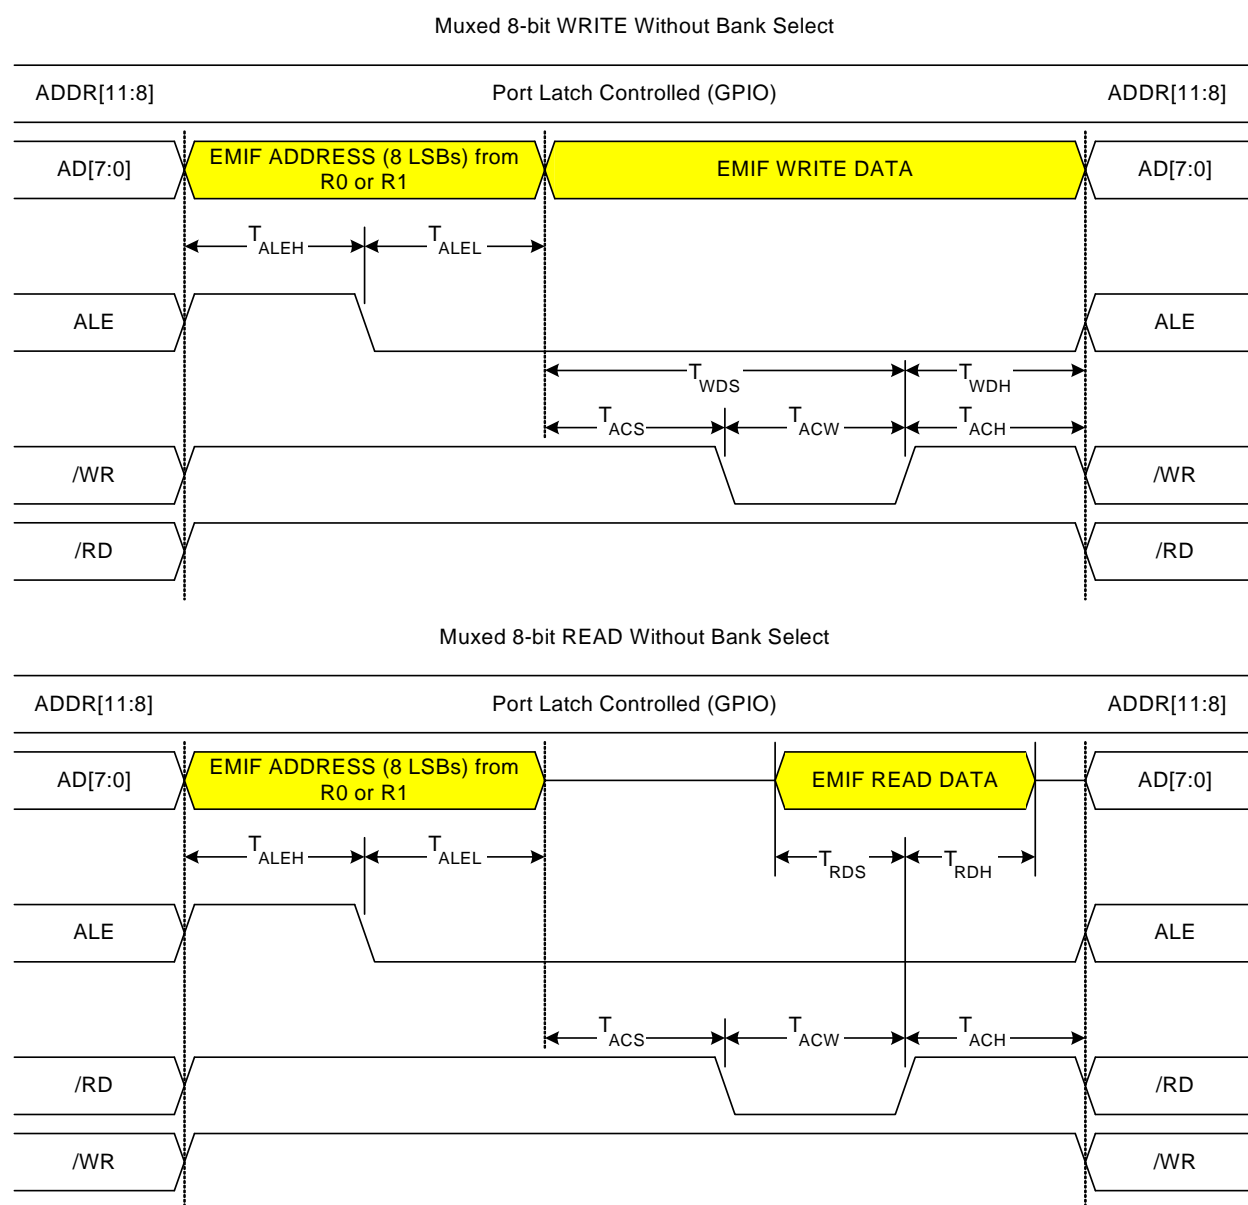 Muxed 8-bit WRITE Without Bank Select
ADDR[11:8] Port Latch Controlled (GPIO) ADDR[11:8]
AD[7:0] EMIF ADDRESS (8 LSBs) from EMIF WRITE DATA AD[7:0]
R0 or R1
TALEH TALEL
ALE ALE
TWDS TWDH
TACS TACW TACH
/WR /WR
/RD /RD
Muxed 8-bit READ Without Bank Select
ADDR[11:8] Port Latch Controlled (GPIO) ADDR[11:8]
AD[7:0] EMIF ADDRESS (8 LSBs) from EMIF READ DATA AD[7:0]
R0 or R1
TALEH TALEL TRDS TRDH
ALE ALE
TACS TACW TACH
/RD /RD
/WR /WR